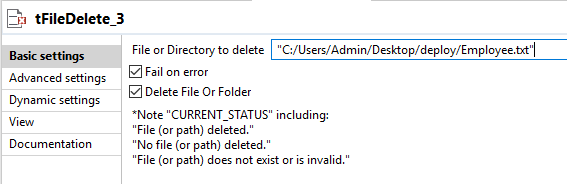 tFileDelete_3
Basic settings
Advanced settings
Dynamic settings
View
Documentation
File or Directory to delete "C:/Users/Admin/Desktop/deploy/Employee.txt"
Fail on error
Delete File Or Folder
*Note "CURRENT_STATUS" including:
"File (or path) deleted."
"No file (or path) deleted."
"File (or path) does not exist or is invalid."